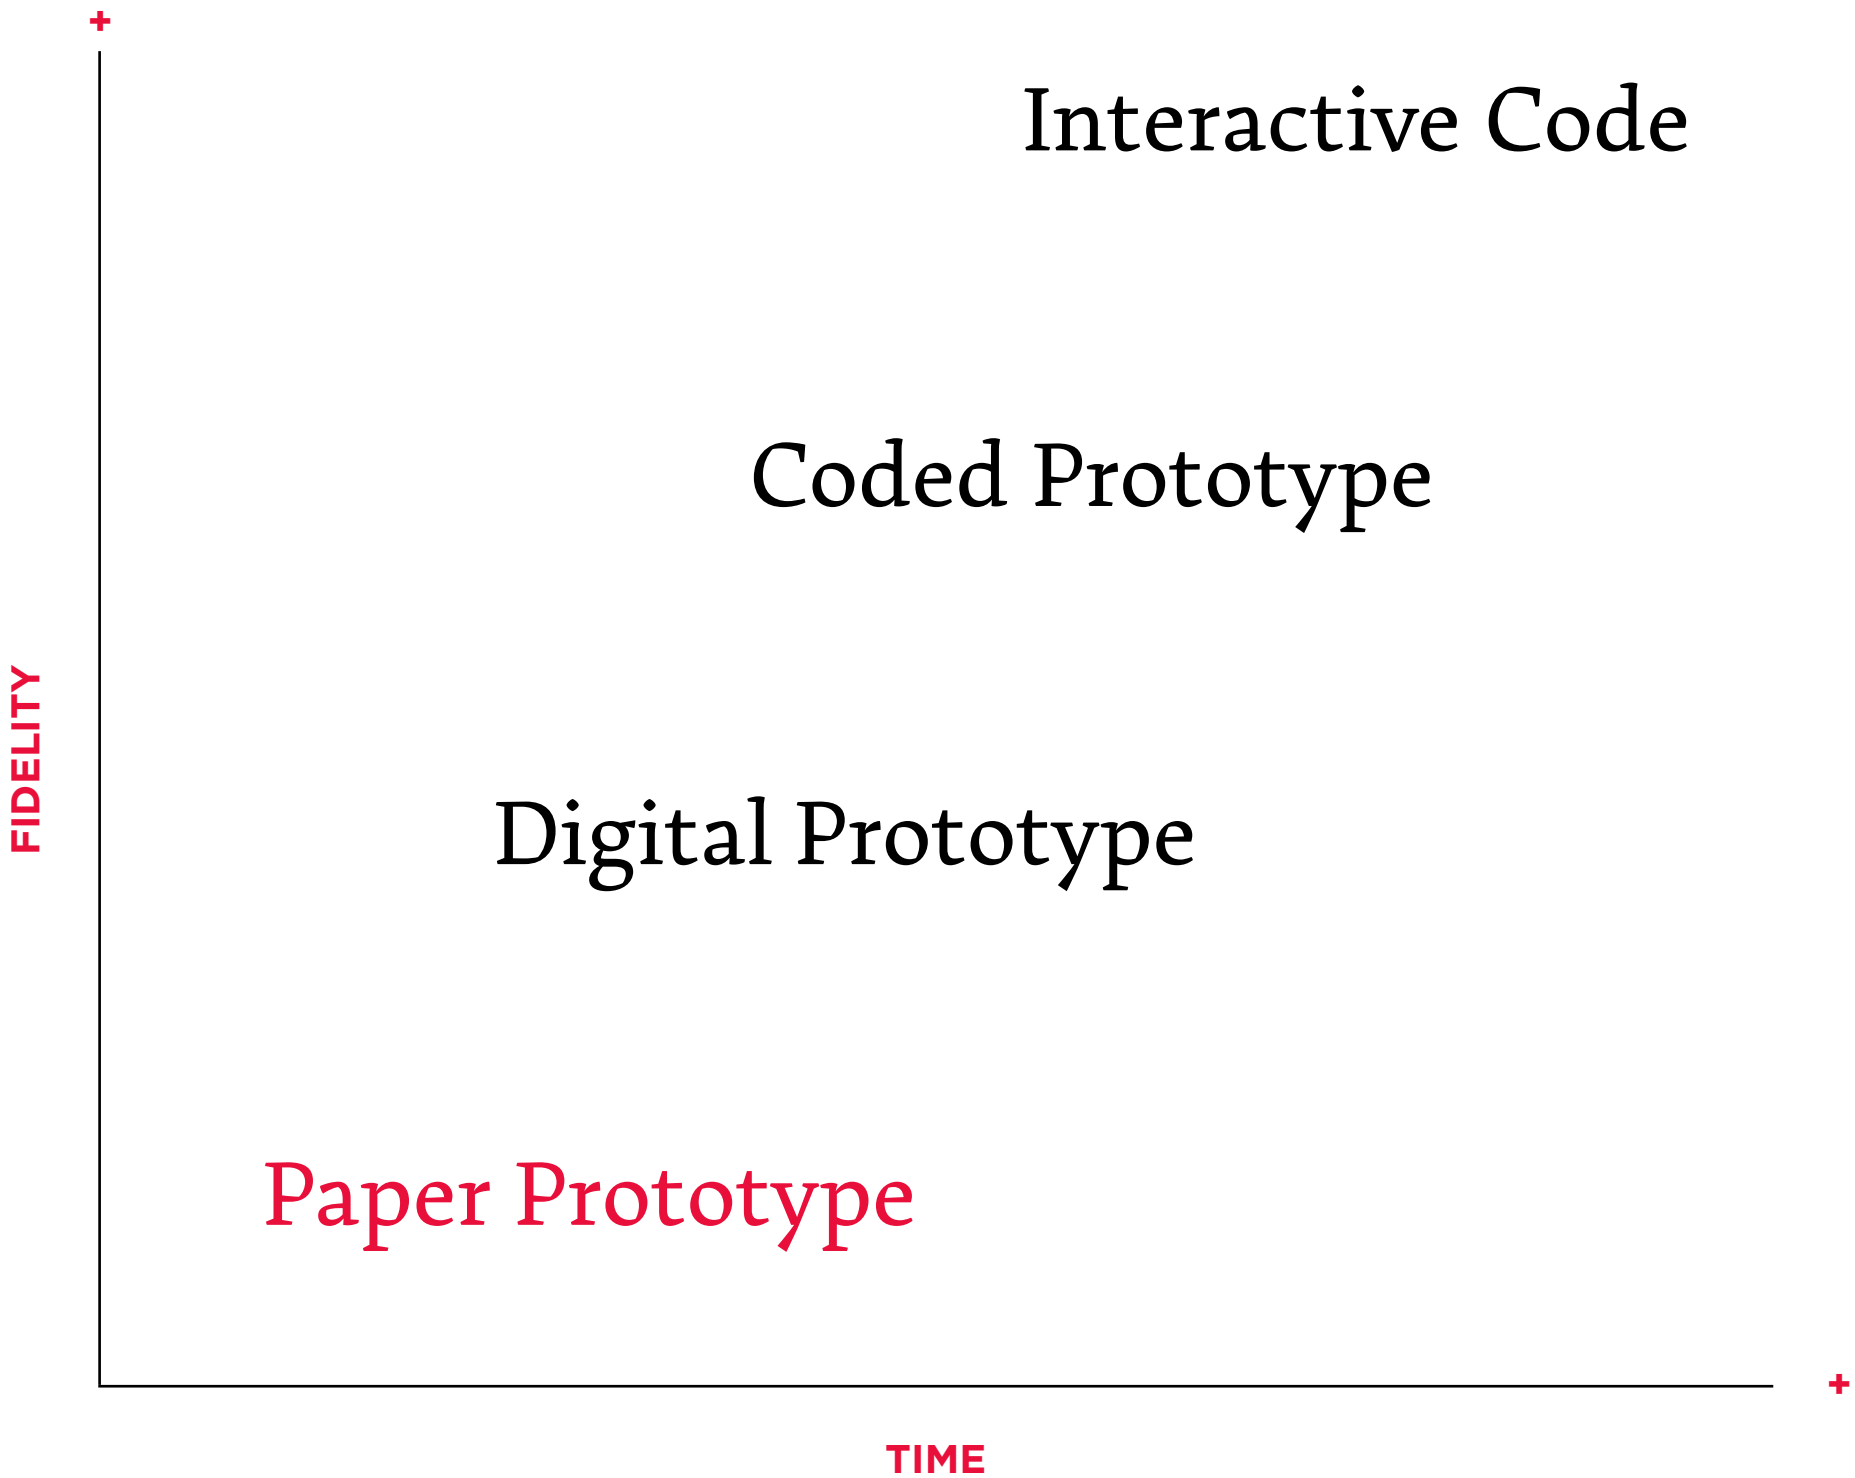 +
Interactive Code
Coded Prototype
FIDELITY
Digital Prototype
Paper Prototype
+
TIME